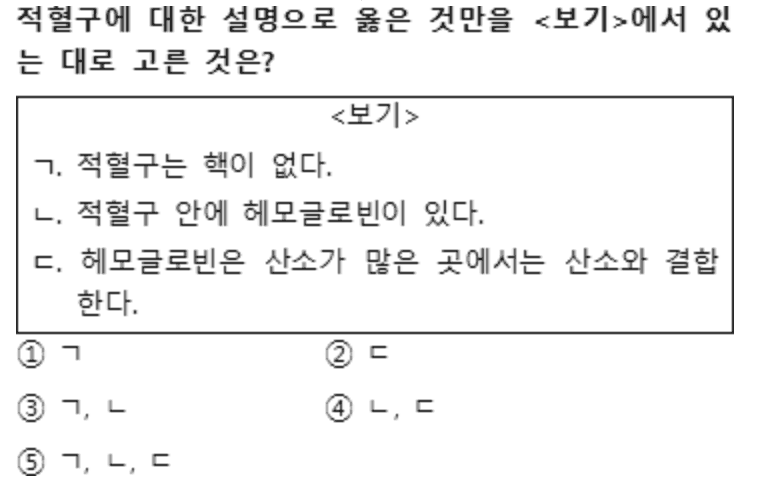 적혈구에 대한 설명으로 옳은 것만을 <보기>에서 있
는 대로 고른 것은?
<보기>
ㄱ. 적혈구는 핵이 없다.
ㄴ. 적혈구 안에 헤모글로빈이 있다.
ㄷ. 헤모글로빈은 산소가 많은 곳에서는 산소와 결합
한다.
① ㄱ ② ㄷ
③ ㄱ, ㄴ ④ ㄴ, ㄷ
⑤ ㄱ, ㄴ, ㄷ